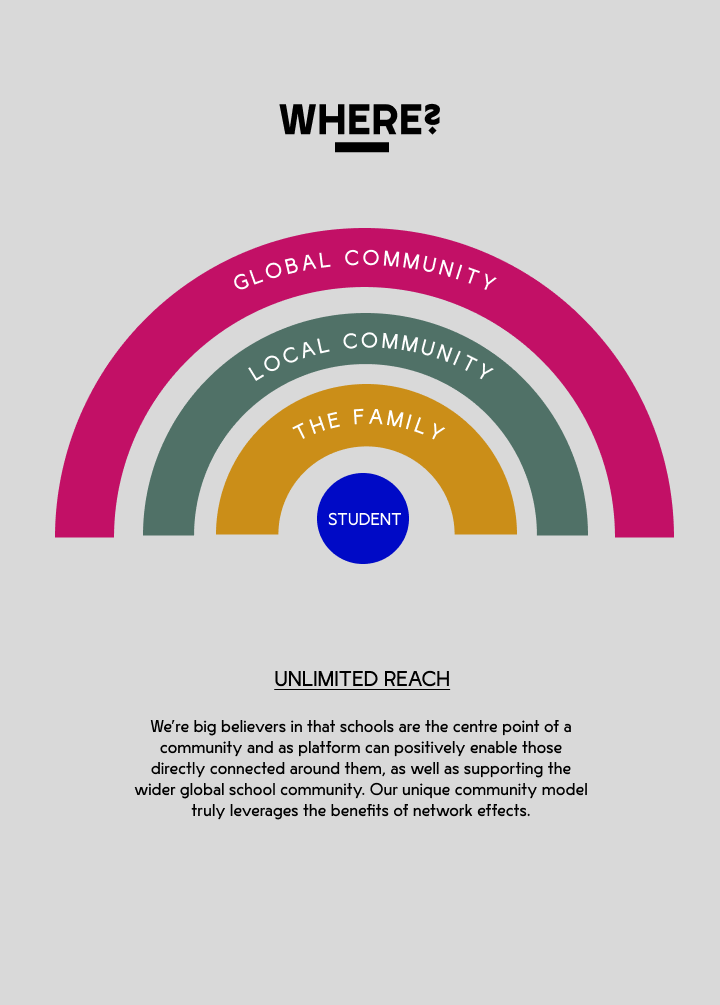 WHERE?
GLOBAL COMMUNITY
LOCAL COMMUNITY
THE FAMILY
STUDENT
UNLIMITED REACH
We’re big believers in that schools are the centre point of a
community and as platform can positively enable those
directly connected around them, as well as supporting the
wider global school community. Our unique community model
truly leverages the benefits of network effects.